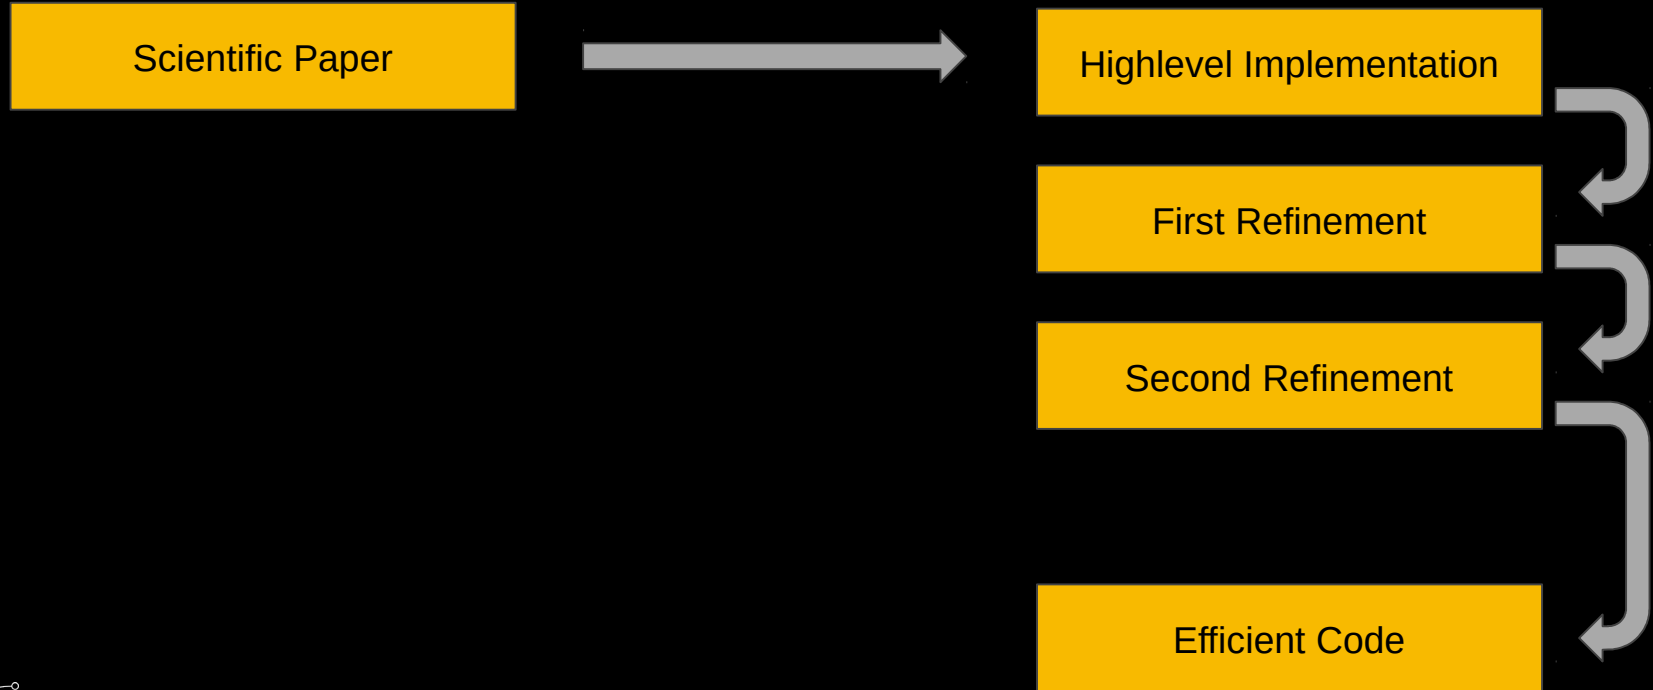 Scientific Paper
Highlevel Implementation
First Refinement
Second Refinement
Efficient Code